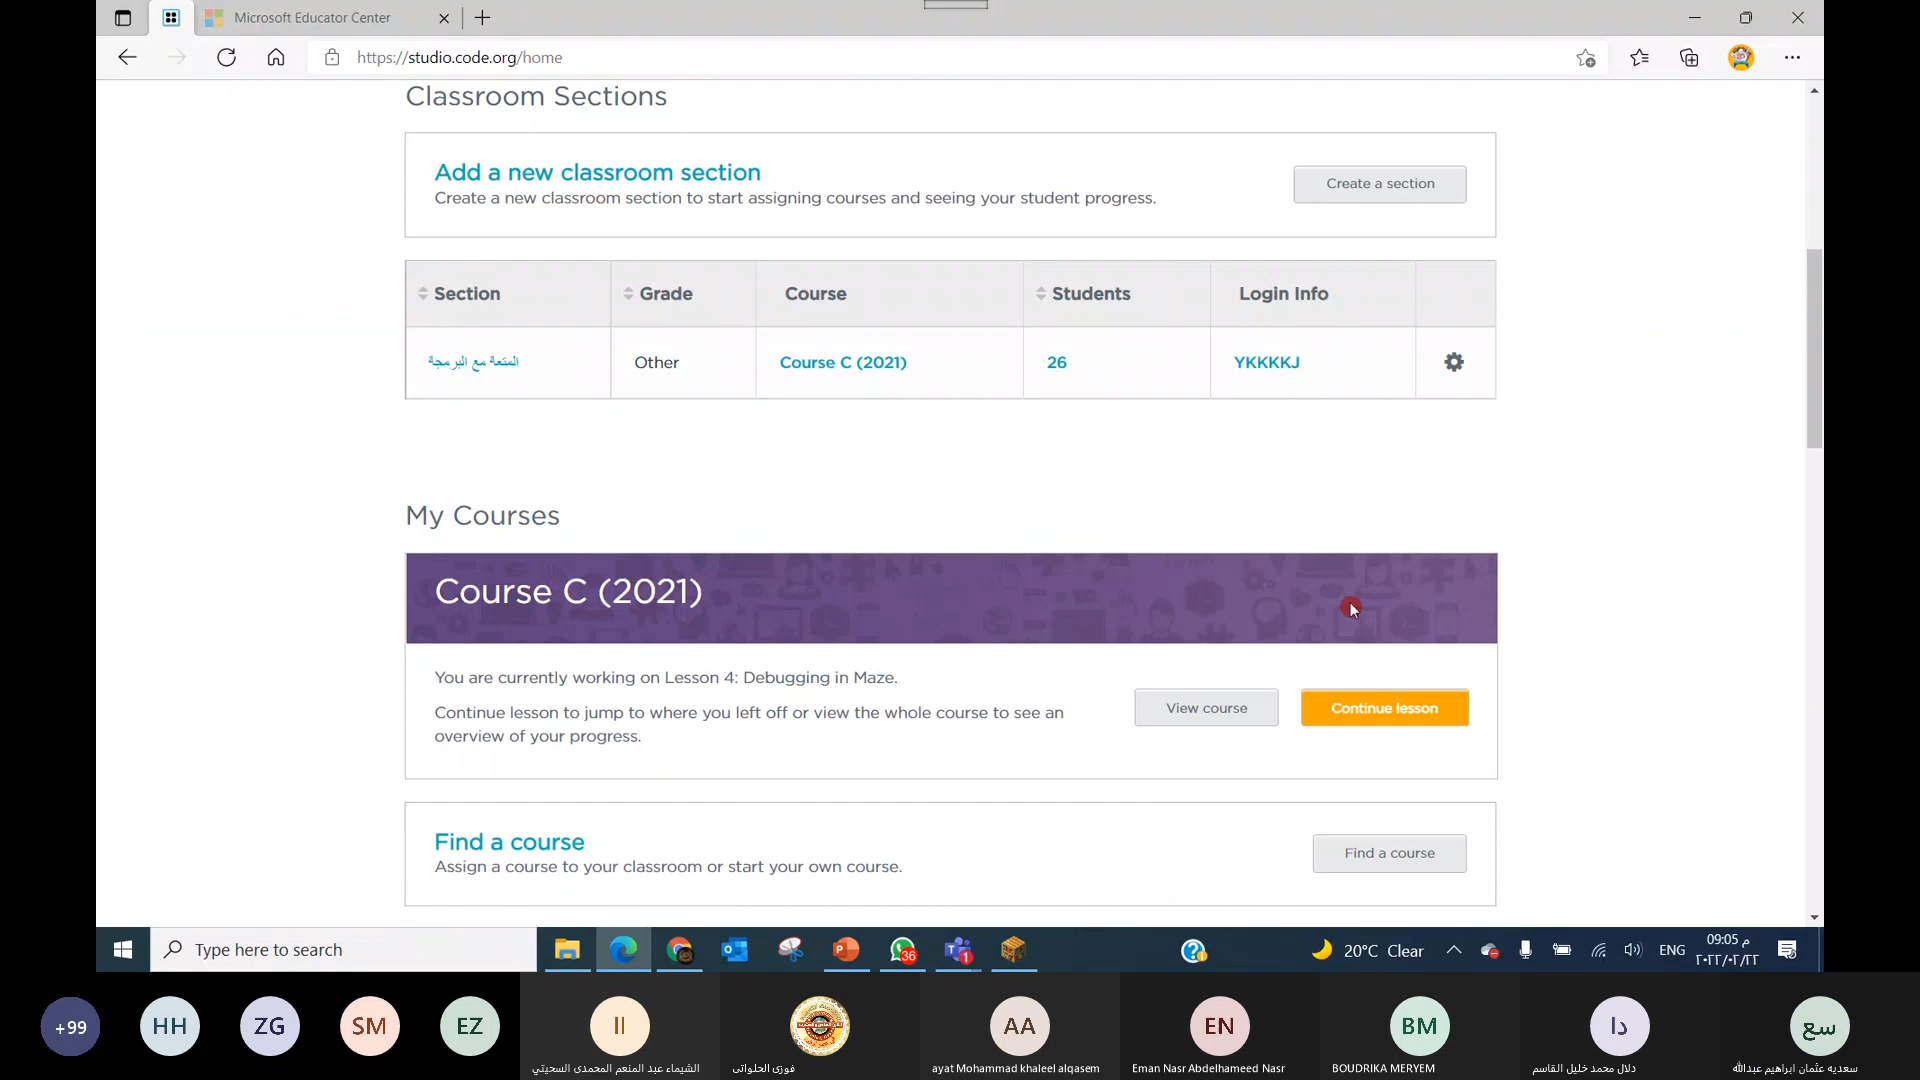 Microsoft Educator Center
https://studio.code.org/home
Classroom Sections
Add a new classroom section
Create a new classroom section to start assigning courses and seeing your student progress.
Create a section
Section Grade Course Students Login Info
المتعة مع البرمجة Other Course C (2021) 26 YKKKKJ
My Courses
Course C (2021)
You are currently working on Lesson 4: Debugging in Maze.
Continue lesson to jump to where you left off or view the whole course to see an
overview of your progress.
View course
Continue lesson
Find a course
Assign a course to your classroom or start your own course.
Find a course
Type here to search
36
1
20°C Clear
ENG
09:05 م
٢٠٢٢/٠٢/٢٢
+99
HH
ZG
SM
EZ
اا
AA
EN
BM
دا
سع
الشيماء عبد المنعم المحمدى السحيتي
فوزى الحلواتى
ayat Mohammad khaleel alqasem
Eman Nasr Abdelhameed Nasr
BOUDRIKA MERYEM
دلال محمد خليل القاسم
سعديه عثمان ابراهيم عبدالله